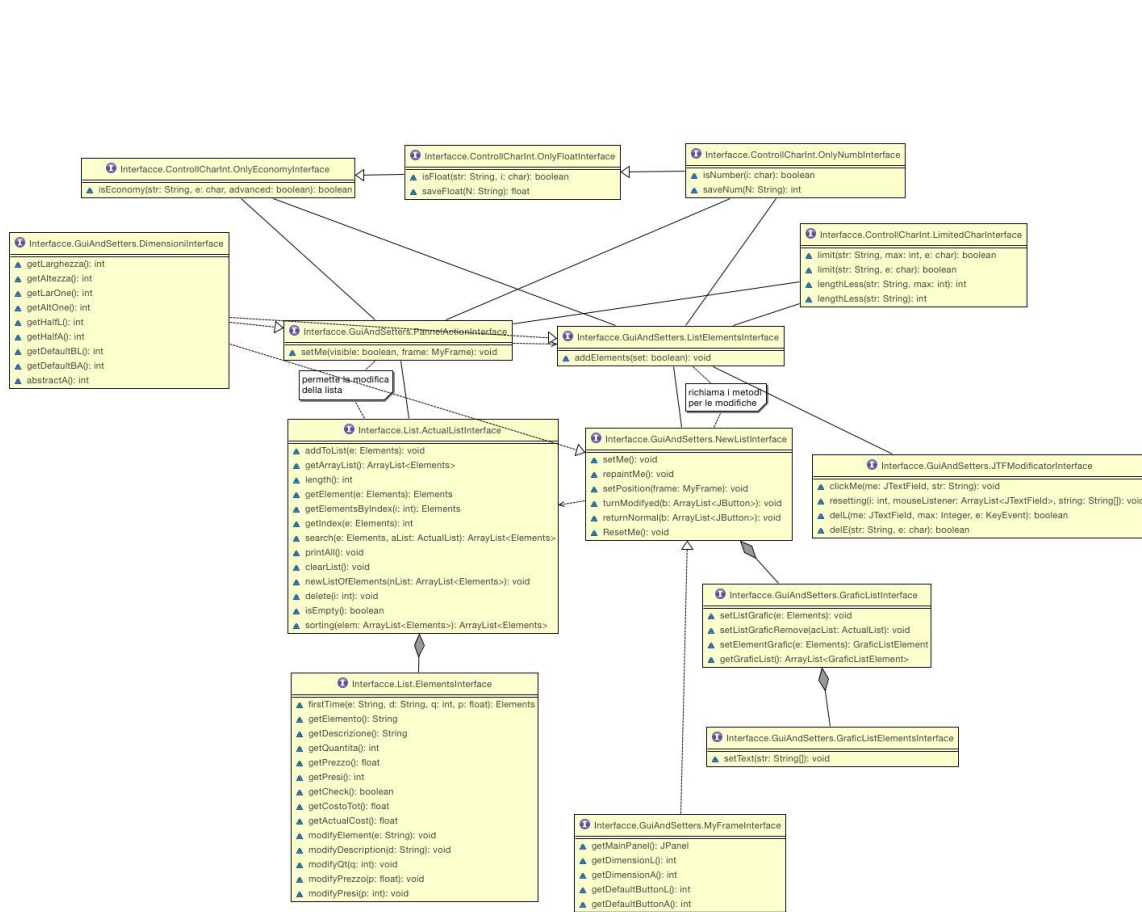 Interfacce.ControllCharInt.OnlyEconomyInterface
isEconomy(str: String, e: char, advanced: boolean): boolean
Interfacce.ControllCharInt.OnlyFloatInterface
isFloat(str: String, i: char): boolean
saveFloat(N: String): float
Interfacce.ControllCharInt.OnlyNumbInterface
isNumber(i: char): boolean
saveNum(N: String): int
Interfacce.GuiAndSetters.DimensioniInterface
getLarghezza(): int
getAltezza(): int
getLarOne(): int
getAltOne(): int
getHalfL(): int
getHalfA(): int
getDefaultBL(): int
getDefaultBA(): int
abstractA(): int
Interfacce.ControllCharInt.LimitedCharInterface
limit(str: String, max: int, e: char): boolean
limit(str: String, e: char): boolean
lengthLess(str: String, max: int): int
lengthLess(str: String): int
Interfacce.GuiAndSetters.PannelActionInterface
setMe(visible: boolean, frame: MyFrame): void
Interfacce.GuiAndSetters.ListElementsInterface
addElements(set: boolean): void
permette la modifica
della lista
richiama i metodi
per le modifiche
Interfacce.List.ActualListInterface
addToList(e: Elements): void
getArrayList(): ArrayList<Elements>
length(): int
getElement(e: Elements): Elements
getElementsByIndex(i: int): Elements
getIndex(e: Elements): int
search(e: Elements, aList: ActualList): ArrayList<Elements>
printAll(): void
clearList(): void
newListOfElements(nList: ArrayList<Elements>): void
delete(i: int): void
isEmpty(): boolean
sorting(elem: ArrayList<Elements>): ArrayList<Elements>
Interfacce.GuiAndSetters.NewListInterface
setMe(): void
repaintMe(): void
setPosition(frame: MyFrame): void
turnModifyed(b: ArrayList<JButton>): void
returnNormal(b: ArrayList<JButton>): void
ResetMe(): void
Interfacce.GuiAndSetters.JTFModificatorInterface
clickMe(me: JTextField, str: String): void
resetting(i: int, mouseListener: ArrayList<JTextField>, string: String[]): void
delL(me: JTextField, max: Integer, e: KeyEvent): boolean
delE(str: String, e: char): boolean
Interfacce.GuiAndSetters.GraficListInterface
setListGrafic(e: Elements): void
setListGraficRemove(acList: ActualList): void
setElementGrafic(e: Elements): GraficListElement
getGraficList(): ArrayList<GraficListElement>
Interfacce.List.ElementsInterface
firstTime(e: String, d: String, q: int, p: float): Elements
getElemento(): String
getDescrizione(): String
getQuantita(): int
getPrezzo(): float
getPresi(): int
getCheck(): boolean
getCostoTot(): float
getActualCost(): float
modifyElement(e: String): void
modifyDescription(d: String): void
modifyQt(q: int): void
modifyPrezzo(p: float): void
modifyPresi(p: int): void
Interfacce.GuiAndSetters.GraficListElementsInterface
setText(str: String[]): void
Interfacce.GuiAndSetters.MyFrameInterface
getMainPanel(): JPanel
getDimensionL(): int
getDimensionA(): int
getDefaultButtonL(): int
getDefaultButtonA(): int